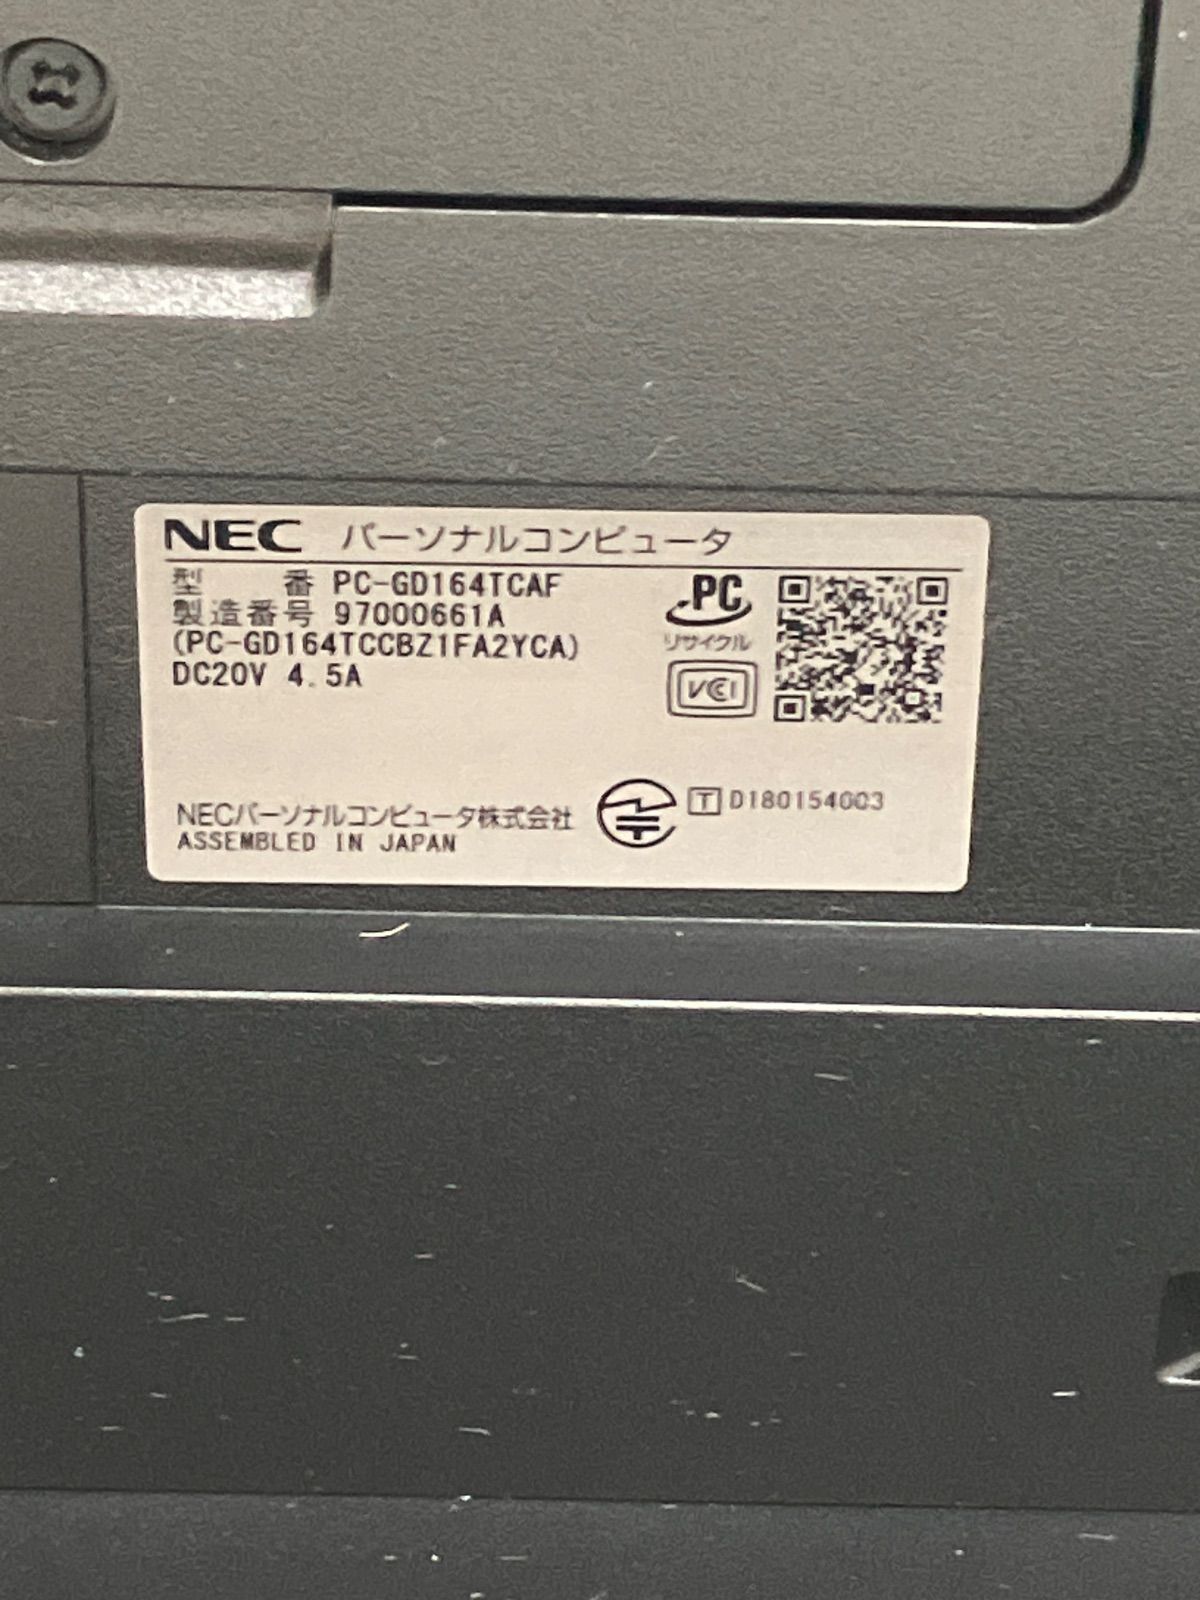 NEC パーソナルコンピュータ
型 番 PC-GD164TCAF
製造番号 97000661A
(PC-GD164TCCBZ1FA2YCA)
DC20V 4.5A
PC
リサイクル
VCI
NECパーソナルコンピュータ株式会社
ASSEMBLED IN JAPAN
T D180154003